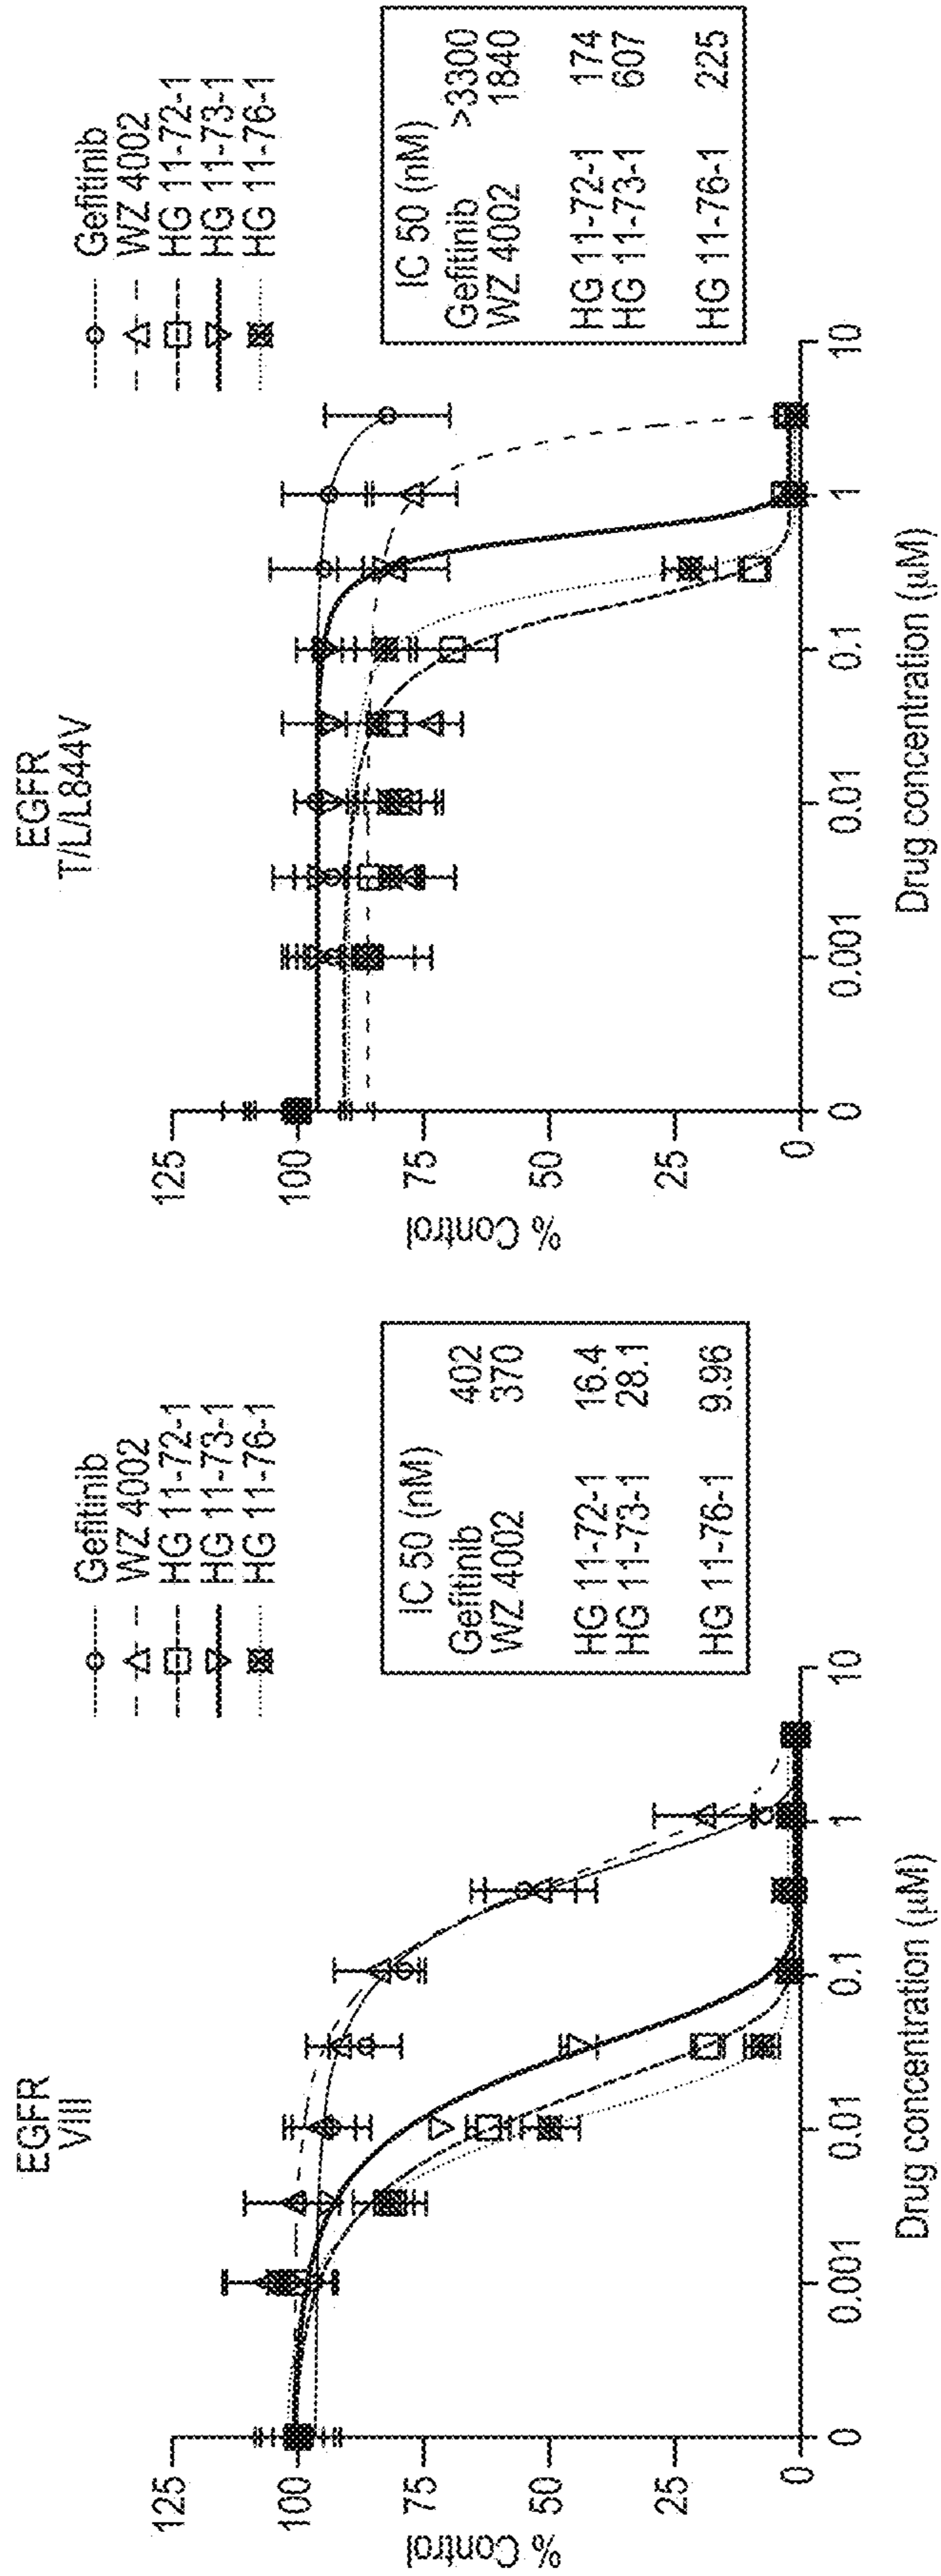 EGFR
VIII
% Control
125
100
75
50
25
0
0
0.001
0.01
0.1
1
10
Drug concentration (µM)
Gefitinib
WZ 4002
HG 11-72-1
HG 11-73-1
HG 11-76-1
IC 50 (nM)
Gefitinib 402
WZ 4002 370
HG 11-72-1 16.4
HG 11-73-1 28.1
HG 11-76-1 9.96
EGFR
T/L/L844V
% Control
125
100
75
50
25
0
0
0.001
0.01
0.1
1
10
Drug concentration (µM)
Gefitinib
WZ 4002
HG 11-72-1
HG 11-73-1
HG 11-76-1
IC 50 (nM)
Gefitinib >3300
WZ 4002 1840
HG 11-72-1 174
HG 11-73-1 607
HG 11-76-1 225